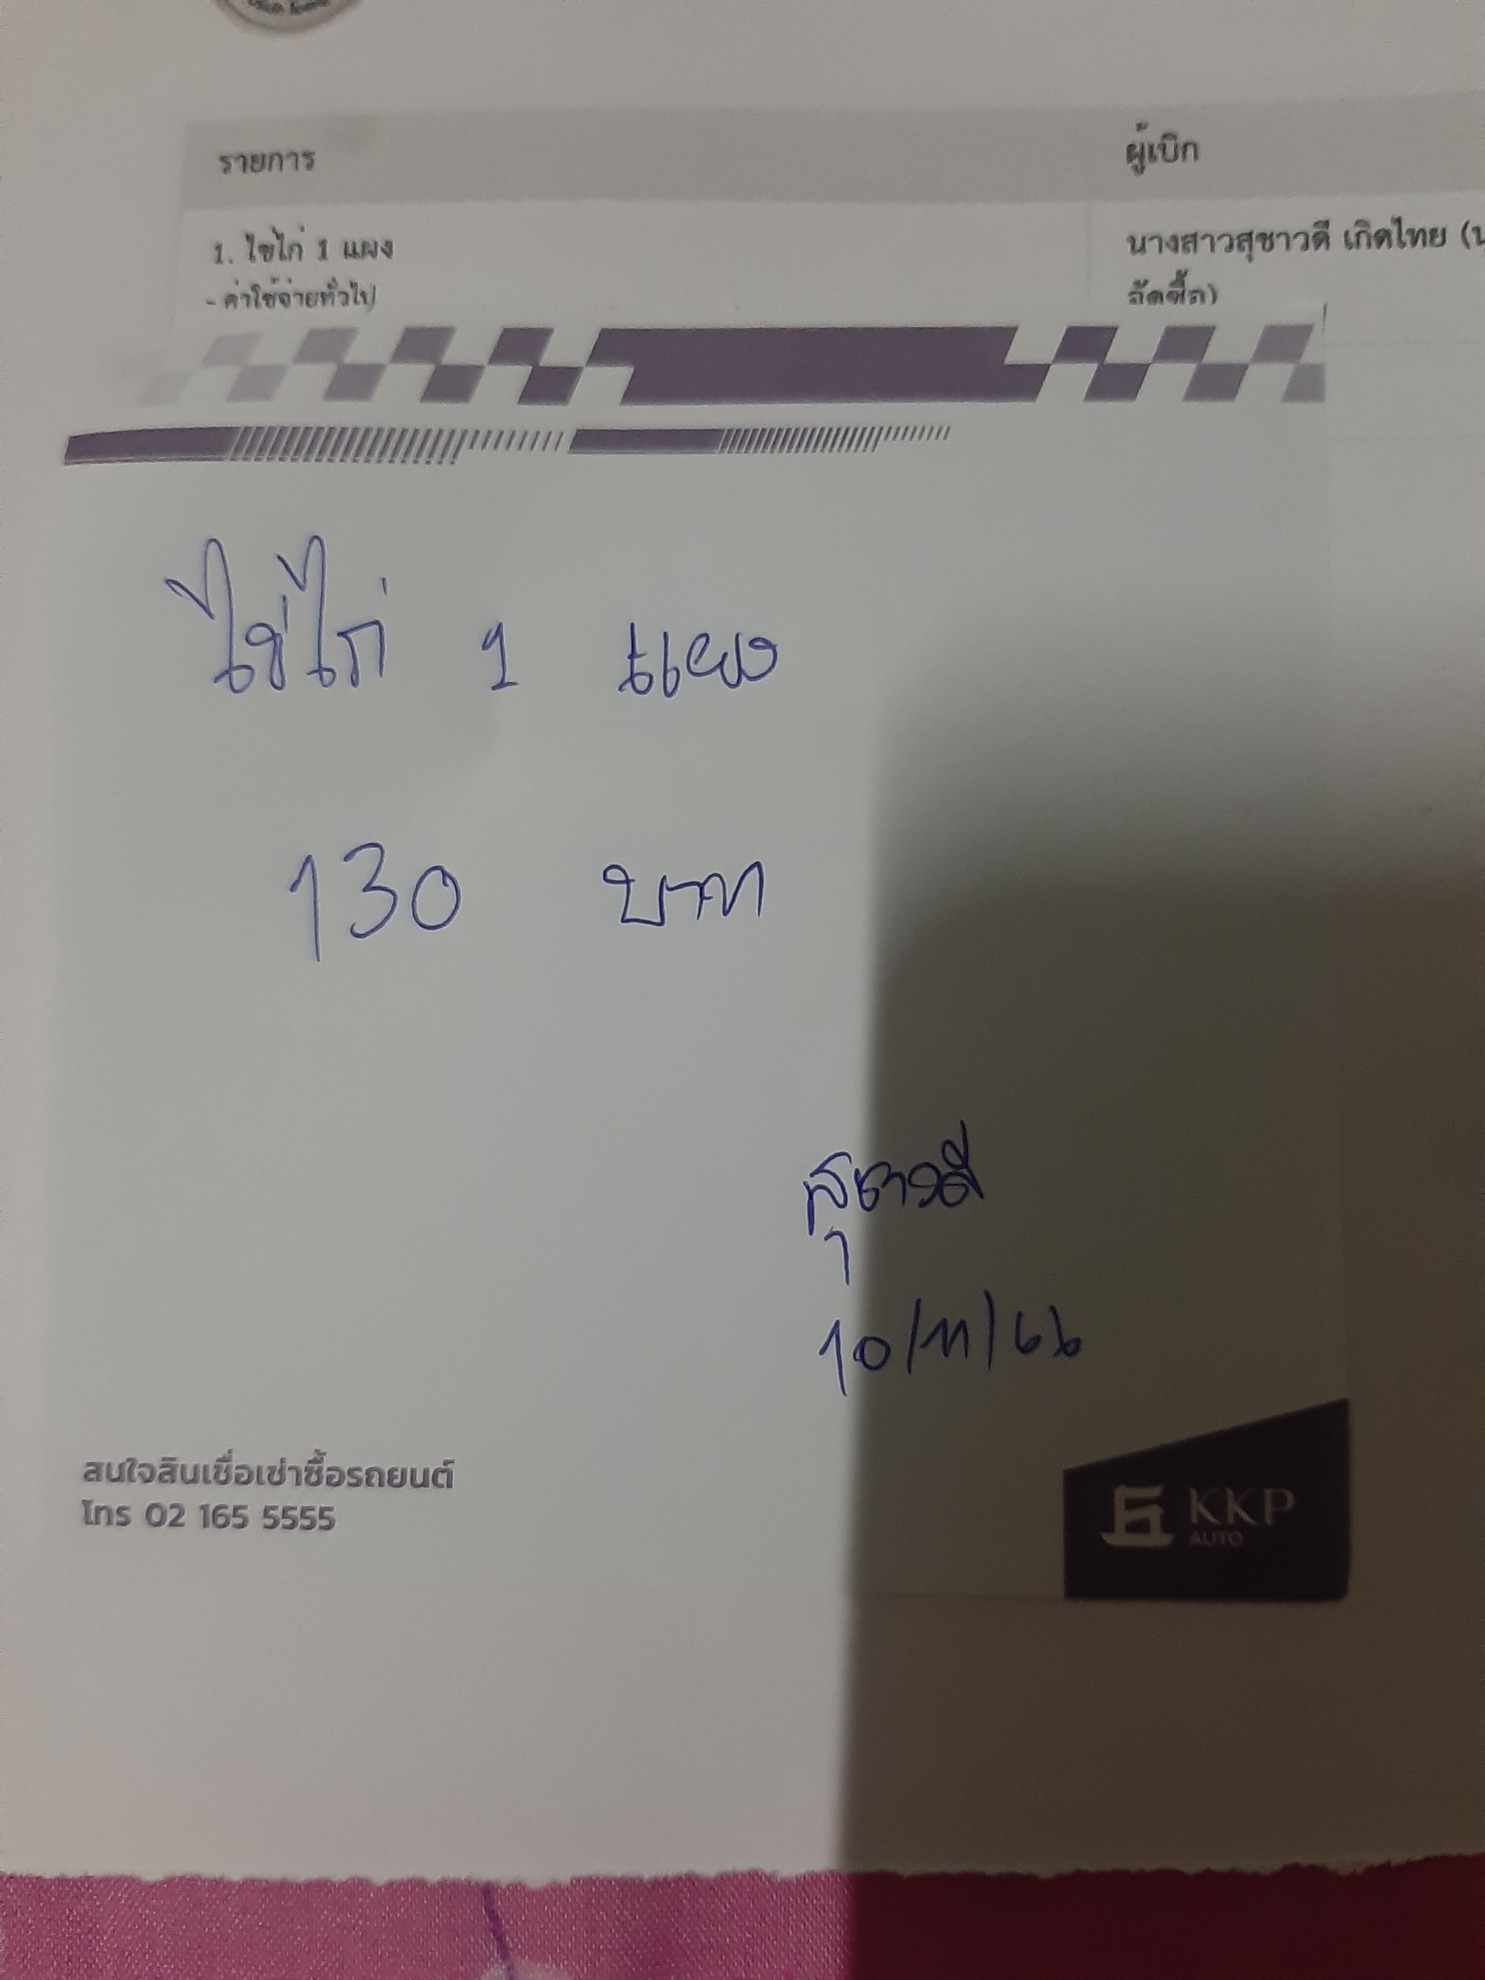 รายการ ผู้เบิก
1. ไข่ไก่ 1 แผง นางสาวสุชาวดี เกิดไทย
- ค่าใช้จ่ายทั่วไป
ไข่ไก่ 1 แผง
130 บาท
สุชาวดี
10/11/66
สนใจสินเชื่อเช่าซื้อรถยนต์
โทร 02 165 5555
KKP
AUTO